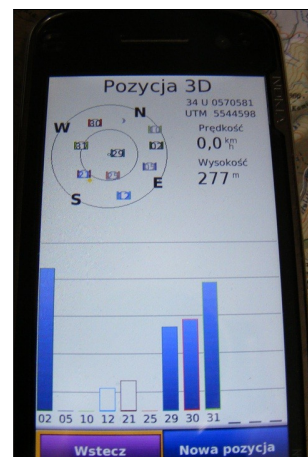 Pozycja 3D
34 U 0570581
UTM 5544598
N
W
E
S
29
Prędkość
0,0 km/h
Wysokość
277 m
02 05 10 12 21 25 29 30 31
Wstecz
Nowa pozycja